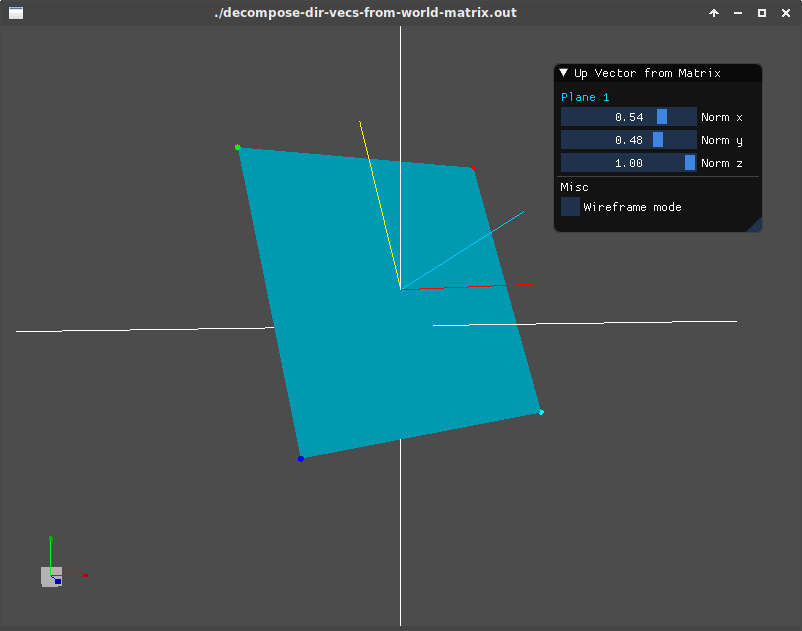 ./decompose-dir-vecs-from-world-matrix.out
Up Vector from Matrix
Plane 1
0.54 Norm x
0.48 Norm y
1.00 Norm z
Misc
Wireframe mode